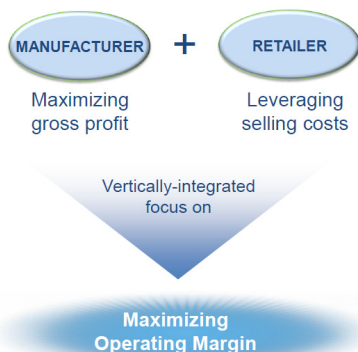 MANUFACTURER + RETAILER
Maximizing
gross profit
Leveraging
selling costs
Vertically-integrated
focus on
Maximizing
Operating Margin